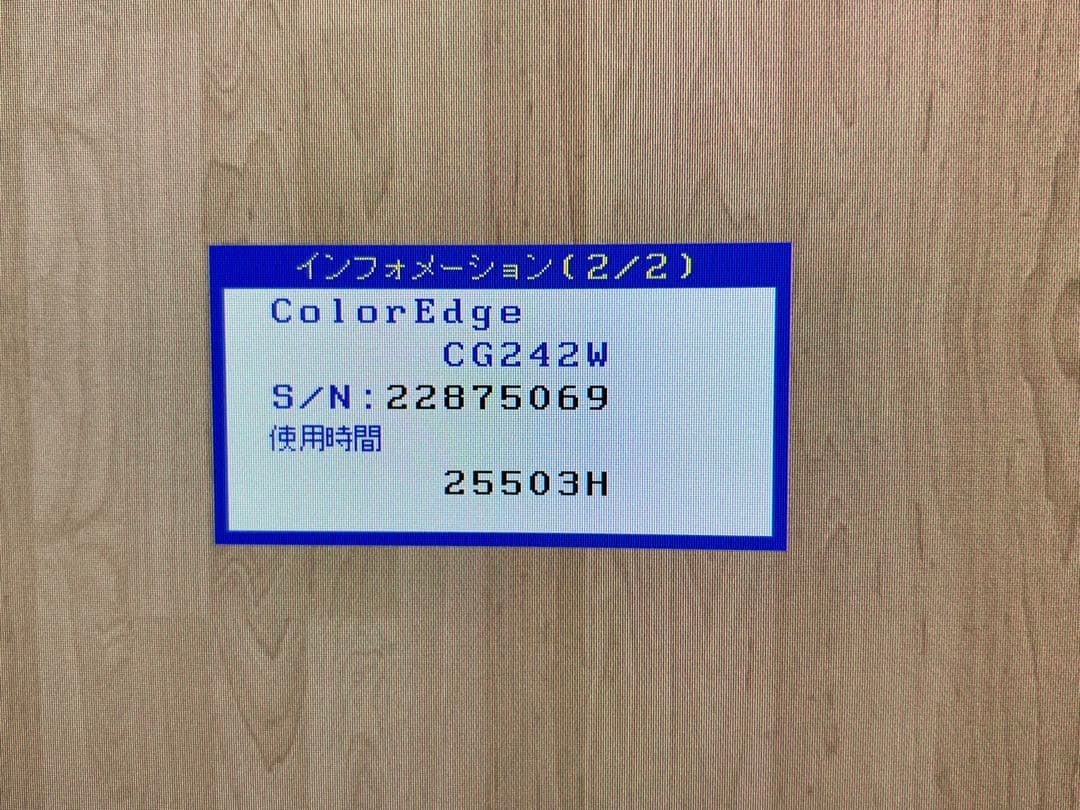 インフォメーション(2/2)
ColorEdge
CG242W
S/N:22875069
使用時間
25503H